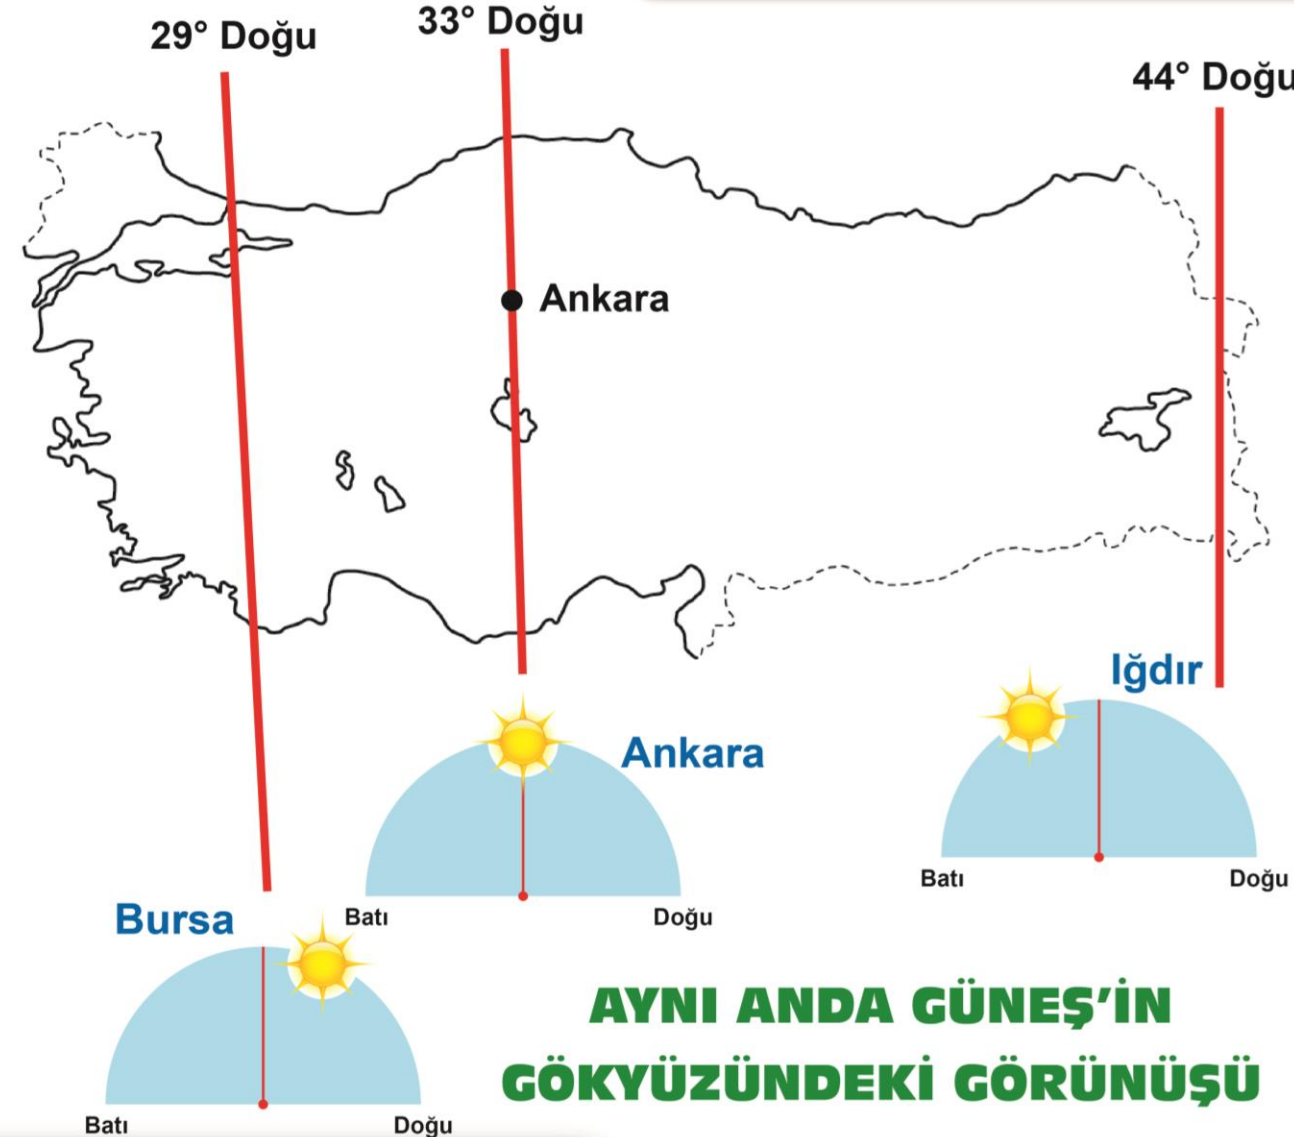 29° Doğu
33° Doğu
44° Doğu
Ankara
Iğdır
Ankara
Batı
Doğu
Bursa
Batı
Doğu
Batı
Doğu
AYNI ANDA GÜNEŞ’İN
GÖKYÜZÜNDEKİ GÖRÜNÜŞÜ